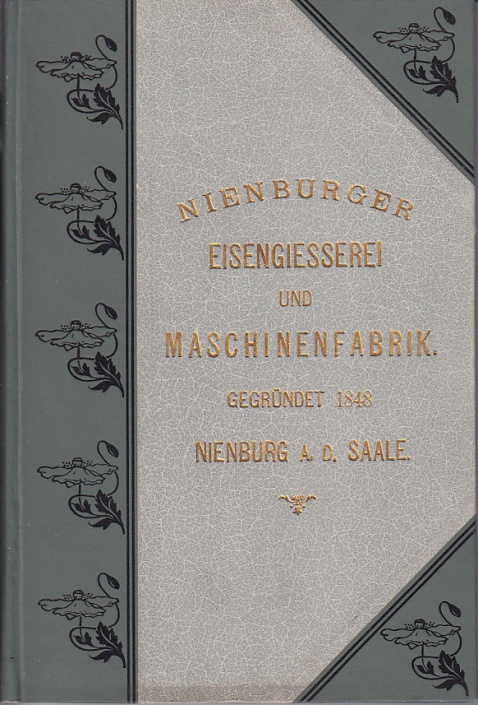 NIENBURGER
EISENGIESSEREI
UND
MASCHINENFABRIK.
GEGRÜNDET 1848
NIENBURG A. D. SAALE.